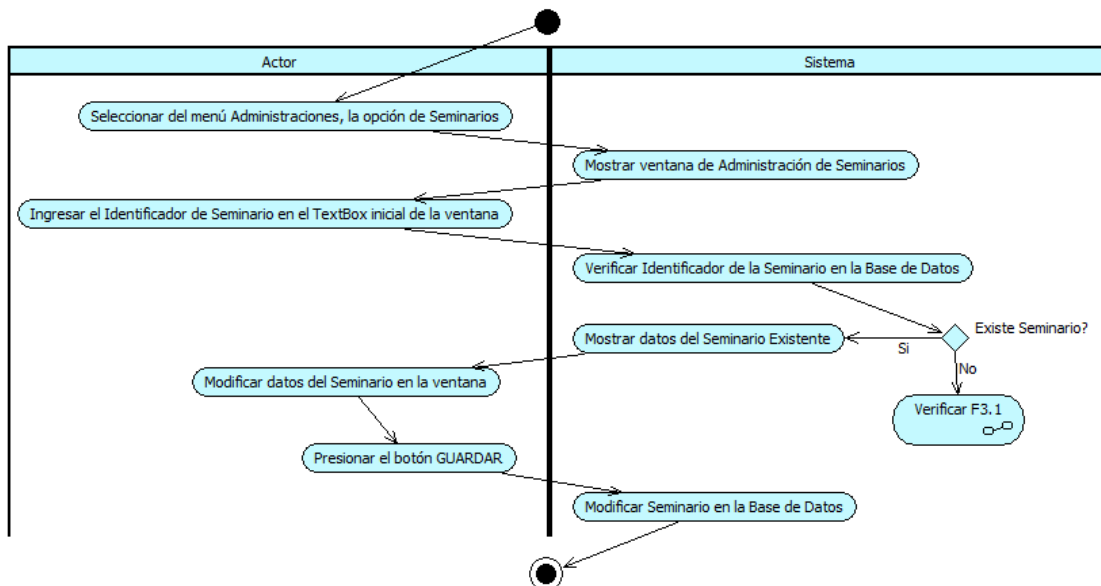 Actor
Sistema
Seleccionar del menú Administraciones, la opción de Seminarios
Mostrar ventana de Administración de Seminarios
Ingresar el Identificador de Seminario en el TextBox inicial de la ventana
Verificar Identificador de la Seminario en la Base de Datos
Existe Seminario?
Mostrar datos del Seminario Existente
Si
No
Modificar datos del Seminario en la ventana
Verificar F3.1
Presionar el botón GUARDAR
Modificar Seminario en la Base de Datos